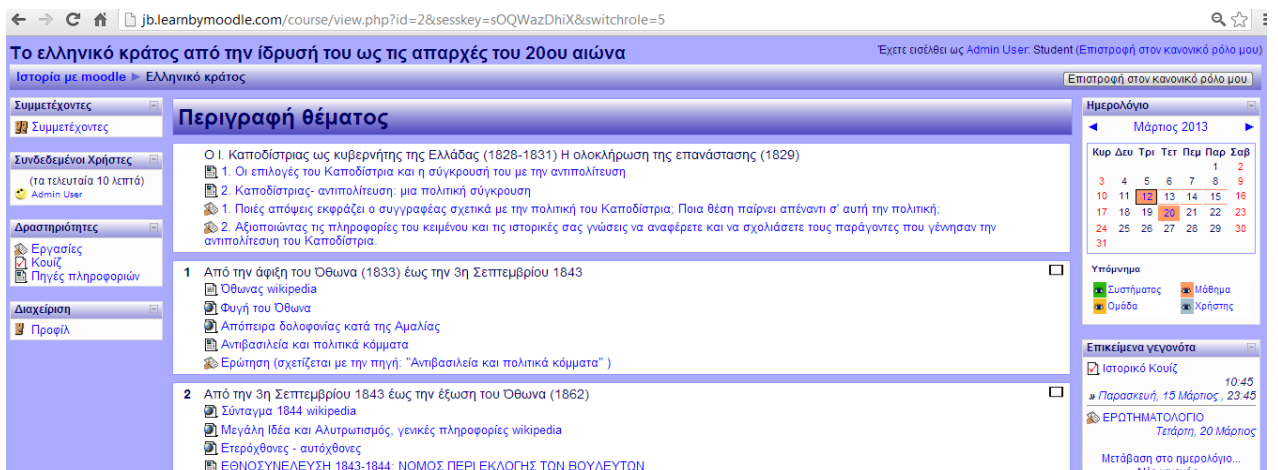 jb.learnbymoodle.com/course/view.php?id=2&sesskey=sOQWazDhiX&switchrole=5
Το ελληνικό κράτος από την ίδρυσή του ως τις απαρχές του 20ου αιώνα
Έχετε εισέλθει ως Admin User: Student (Επιστροφή στον κανονικό ρόλο μου)
Ιστορία με moodle ► Ελληνικό κράτος
Επιστροφή στον κανονικό ρόλο μου
Συμμετέχοντες
Συμμετέχοντες
Συνδεδεμένοι Χρήστες
(τα τελευταία 10 λεπτά)
Admin User
Δραστηριότητες
Εργασίες
Κουίζ
Πηγές πληροφοριών
Διαχείριση
Προφίλ
Περιγραφή θέματος
Ο Ι. Καποδίστριας ως κυβερνήτης της Ελλάδας (1828-1831) Η ολοκλήρωση της επανάστασης (1829)
1. Οι επιλογές του Καποδίστρια και η σύγκρουσή του με την αντιπολίτευση
2. Καποδίστριας- αντιπολίτευση: μια πολιτική σύγκρουση
1. Ποιές απόψεις εκφράζει ο συγγραφέας σχετικά με την πολιτική του Καποδίστρια; Ποια θέση παίρνει απέναντι σ' αυτή την πολιτική;
2. Αξιοποιώντας τις πληροφορίες του κειμένου και τις ιστορικές σας γνώσεις να αναφέρετε και να σχολιάσετε τους παράγοντες που γέννησαν την
αντιπολίτεσυη του Καποδίστρια.
1 Από την άφιξη του Όθωνα (1833) έως την 3η Σεπτεμβρίου 1843
Όθωνας wikipedia
Φυγή του Όθωνα
Απόπειρα δολοφονίας κατά της Αμαλίας
Αντιβασιλεία και πολιτικά κόμματα
Ερώτηση (σχετίζεται με την πηγή: "Αντιβασιλεία και πολιτικά κόμματα" )
2 Από την 3η Σεπτεμβρίου 1843 έως την έξωση του Όθωνα (1862)
Σύνταγμα 1844 wikipedia
Μεγάλη Ιδέα και Αλυτρωτισμός, γενικές πληροφορίες wikipedia
Ετερόχθονες - αυτόχθονες
ΕΘΝΟΣΥΝΕΛΕΥΣΗ 1843-1844: ΝΟΜΟΣ ΠΕΡΙ ΕΚΛΟΓΗΣ ΤΩΝ ΒΟΥΛΕΥΤΩΝ
Ημερολόγιο
◄ Μάρτιος 2013 ►
Κυρ Δευ Τρι Τετ Πεμ Παρ Σαβ
1 2
3 4 5 6 7 8 9
10 11 12 13 14 15 16
17 18 19 20 21 22 23
24 25 26 27 28 29 30
31
Υπόμνημα
Συστήματος Μάθημα
Ομάδα Χρήστης
Επικείμενα γεγονότα
Ιστορικό Κουίζ
10:45
» Παρασκευή, 15 Μάρτιος , 23:45
ΕΡΩΤΗΜΑΤΟΛΟΓΙΟ
Τετάρτη, 20 Μάρτιος
Μετάβαση στο ημερολόγιο...